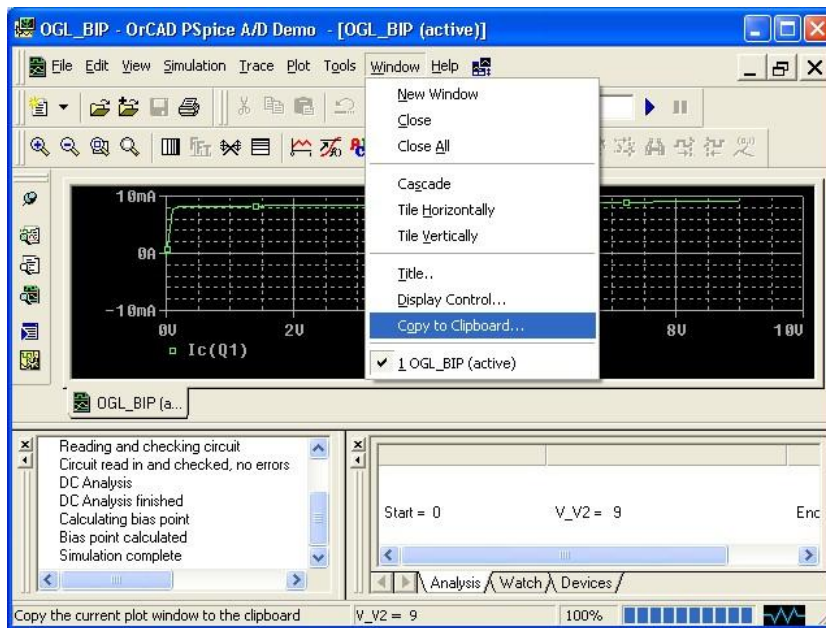 OGL_BIP - OrCAD PSpice A/D Demo - [OGL_BIP (active)]
File Edit View Simulation Trace Plot Tools Window Help
New Window
Close
Close All
Cascade
Tile Horizontally
Tile Vertically
Title..
Display Control...
Copy to Clipboard...
1 OGL_BIP (active)
FFT
10mA
0A
-10mA
0V 2V 8V 10V
Ic(Q1)
OGL_BIP (a...
Reading and checking circuit
Circuit read in and checked, no errors
DC Analysis
DC Analysis finished
Calculating bias point
Bias point calculated
Simulation complete
Start = 0 V_V2 = 9 Enc
Analysis Watch Devices
Copy the current plot window to the clipboard V_V2 = 9 100%